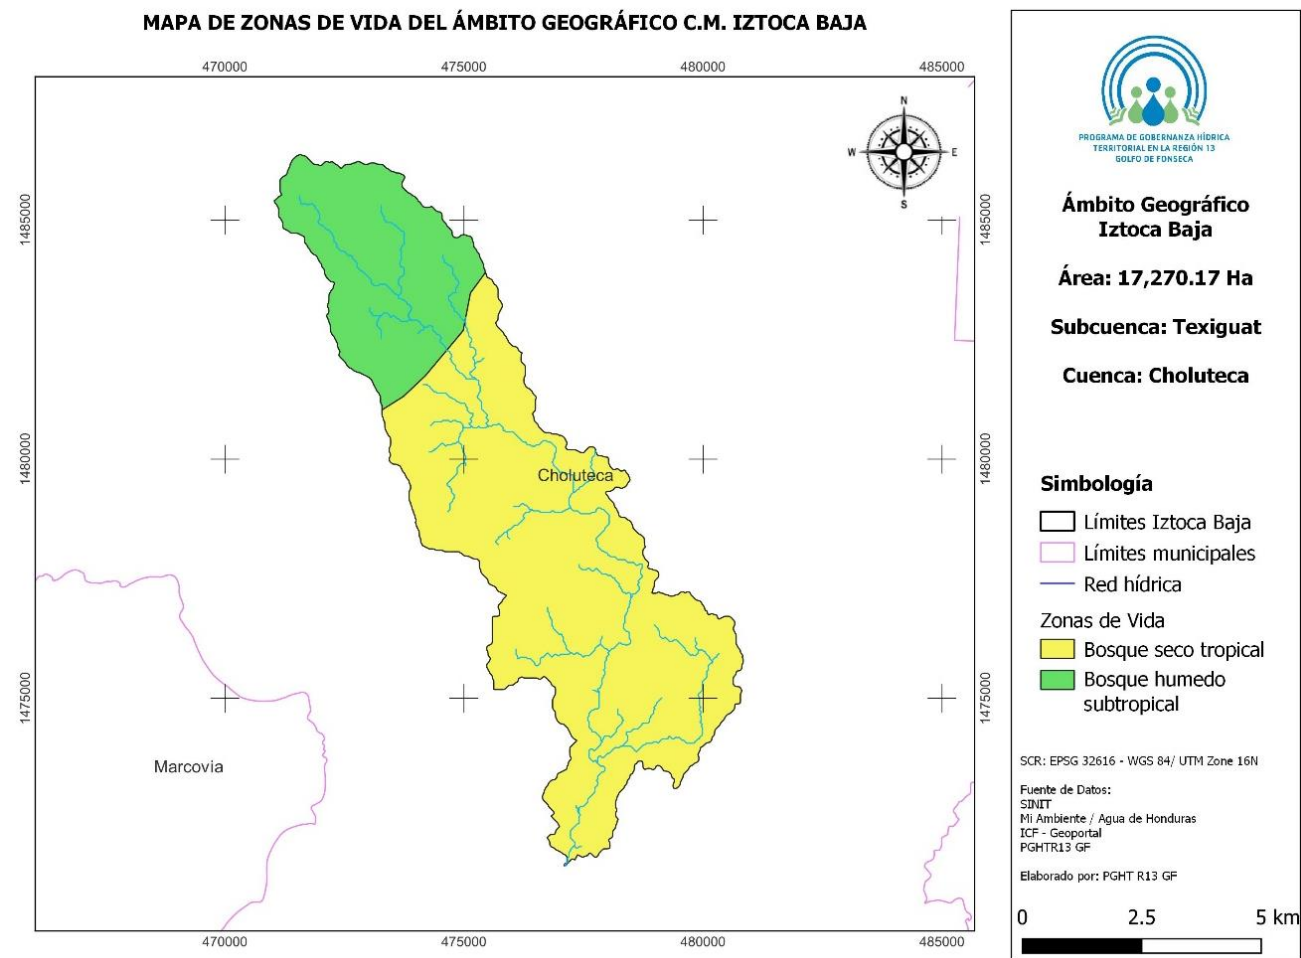 MAPA DE ZONAS DE VIDA DEL ÁMBITO GEOGRÁFICO C.M. IZTOCA BAJA
470000
475000
480000
485000
N
W
E
S
1485000
1485000
1480000
1480000
1475000
1475000
Choluteca
Marcovia
470000
475000
480000
485000
PROGRAMA DE GOBERNANZA HÍDRICA
TERRITORIAL EN LA REGIÓN 13
GOLFO DE FONSECA
Ámbito Geográfico
Iztoca Baja
Área: 17,270.17 Ha
Subcuenca: Texiguat
Cuenca: Choluteca
Simbología
Límites Iztoca Baja
Límites municipales
Red hídrica
Zonas de Vida
Bosque seco tropical
Bosque humedo
subtropical
SCR: EPSG 32616 - WGS 84/ UTM Zone 16N
Fuente de Datos:
SINIT
Mi Ambiente / Agua de Honduras
ICF - Geoportal
PGHTR13 GF
Elaborado por: PGHT R13 GF
0 2.5 5 km